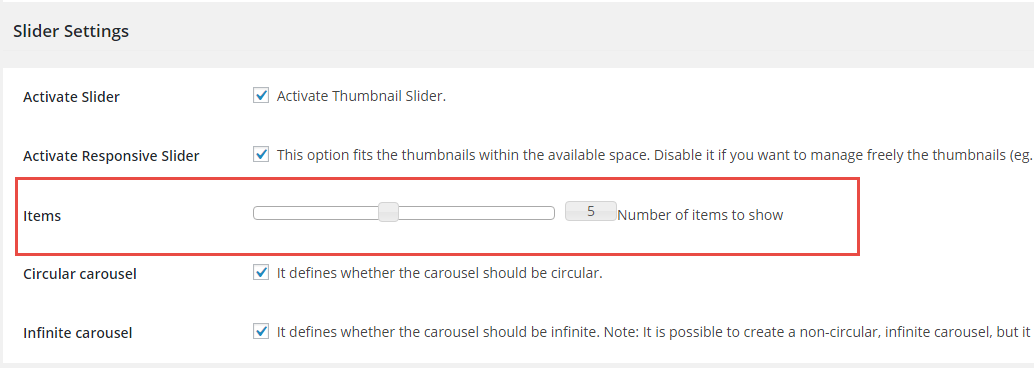 Slider Settings
Activate Slider
Activate Thumbnail Slider.
Activate Responsive Slider
This option fits the thumbnails within the available space. Disable it if you want to manage freely the thumbnails (eg.
Items
5 Number of items to show
Circular carousel
It defines whether the carousel should be circular.
Infinite carousel
It defines whether the carousel should be infinite. Note: It is possible to create a non-circular, infinite carousel, but it